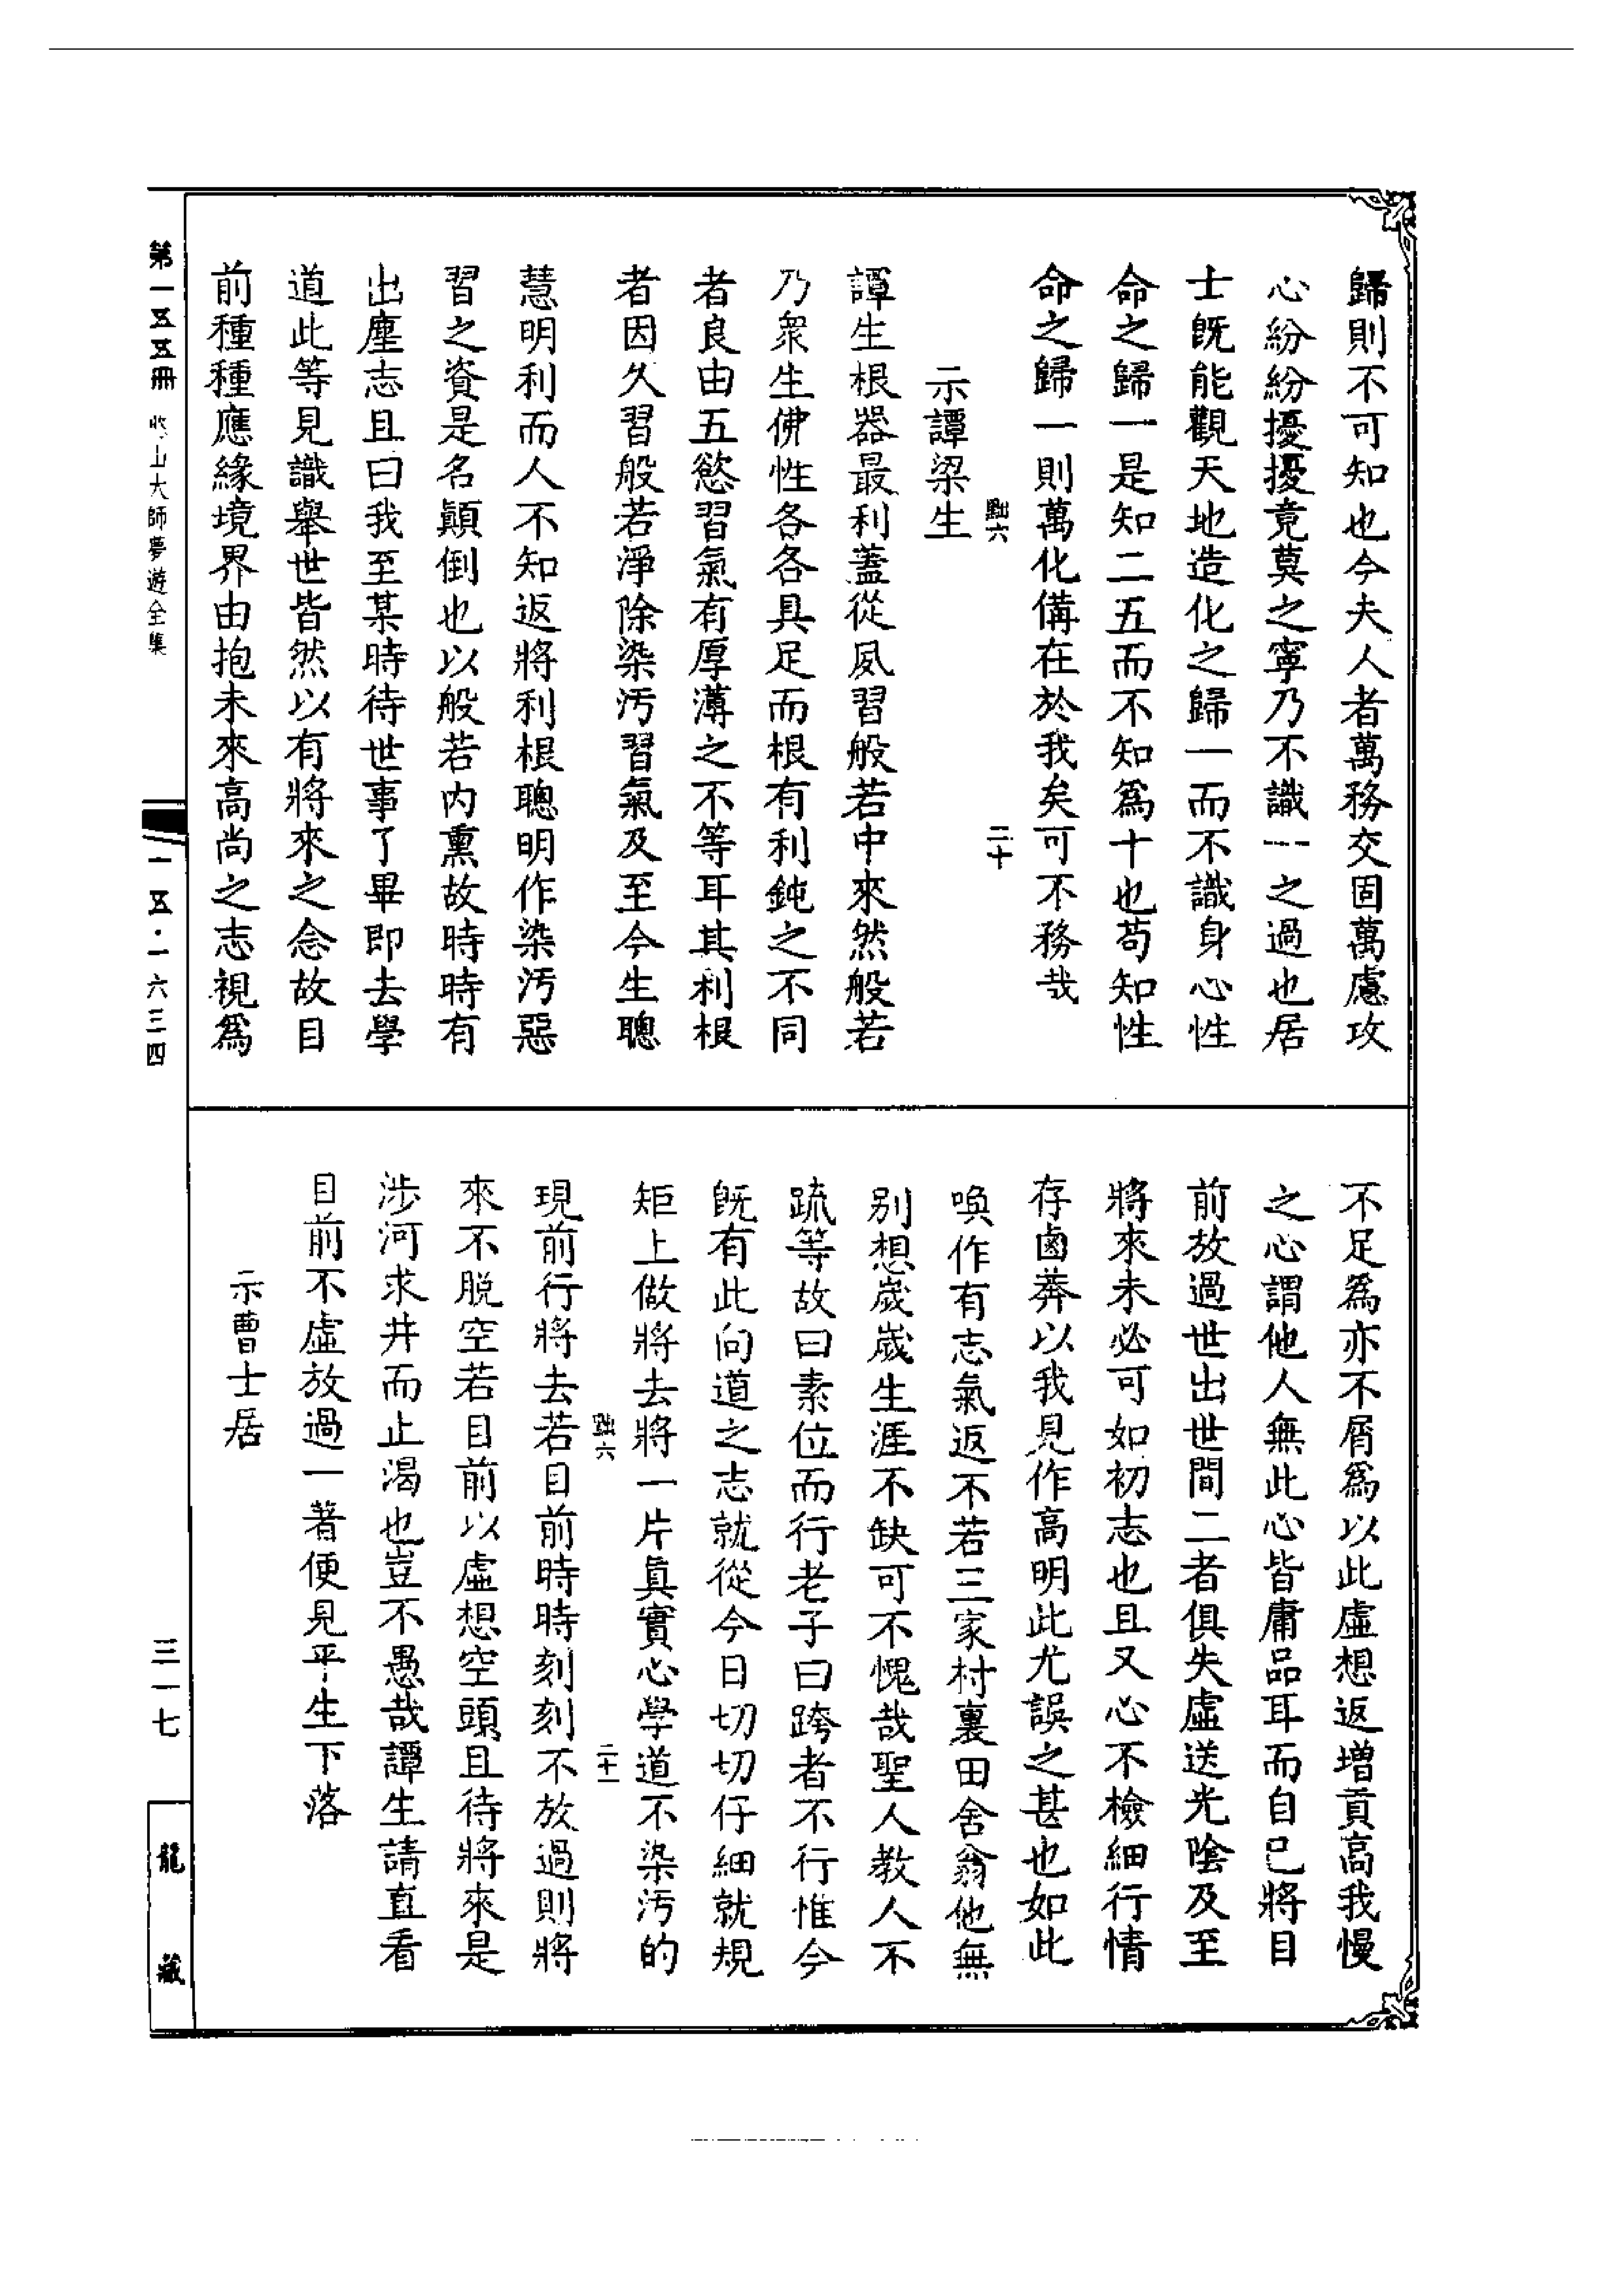 歸則不可知也今夫人者萬務交固萬慮攻
心紛紛擾擾竟莫之寧乃不識一之過也居
士既能觀天地造化之歸一而不識身心性
命之歸一是知二五而不知爲十也苟知性
命之歸一則萬化備在於我矣可不務哉
黜六
二十
示譚梁生
譚生根器最利蓋從夙習般若中來然般若
乃衆生佛性各各具足而根有利鈍之不同
者良由五慾習氣有厚薄之不等耳其利根
者因久習般若淨除染汚習氣及至今生聰
慧明利而人不知返將利根聰明作染汚惡
習之資是名顛倒也以般若內熏故時時有
出塵志且曰我至某時待世事了畢即去學
道此等見識舉世皆然以有將來之念故目
前種種應緣境界由抱未來高尚之志視爲
不足爲亦不屑爲以此虛想返增貢高我慢
之心謂他人無此心皆庸品耳而自已將目
前放過世出世間二者俱失虛送光陰及至
將來未必可如初志也且又心不檢細行情
存鹵莽以我見作高明此尤誤之甚也如此
喚作有志氣返不若三家村裏田舍翁他無
别想歲歲生涯不缺可不愧哉聖人教人不
䟽等故曰素位而行老子曰跨者不行惟今
旣有此向道之志就從今日切切仔細就規
矩上做將去將一片眞實心學道不染汚的
黜六
二十一
現前行將去若目前時時刻刻不放過則將
來不脱空若目前以虛想空頭且待將來是
涉河求井而止渴也豈不愚哉譚生請直看
目前不虛放過一著便見平生下落
示曹士居
第一五五冊
憨山大師夢遊全集
一五五·一六三四
三一七
龍藏